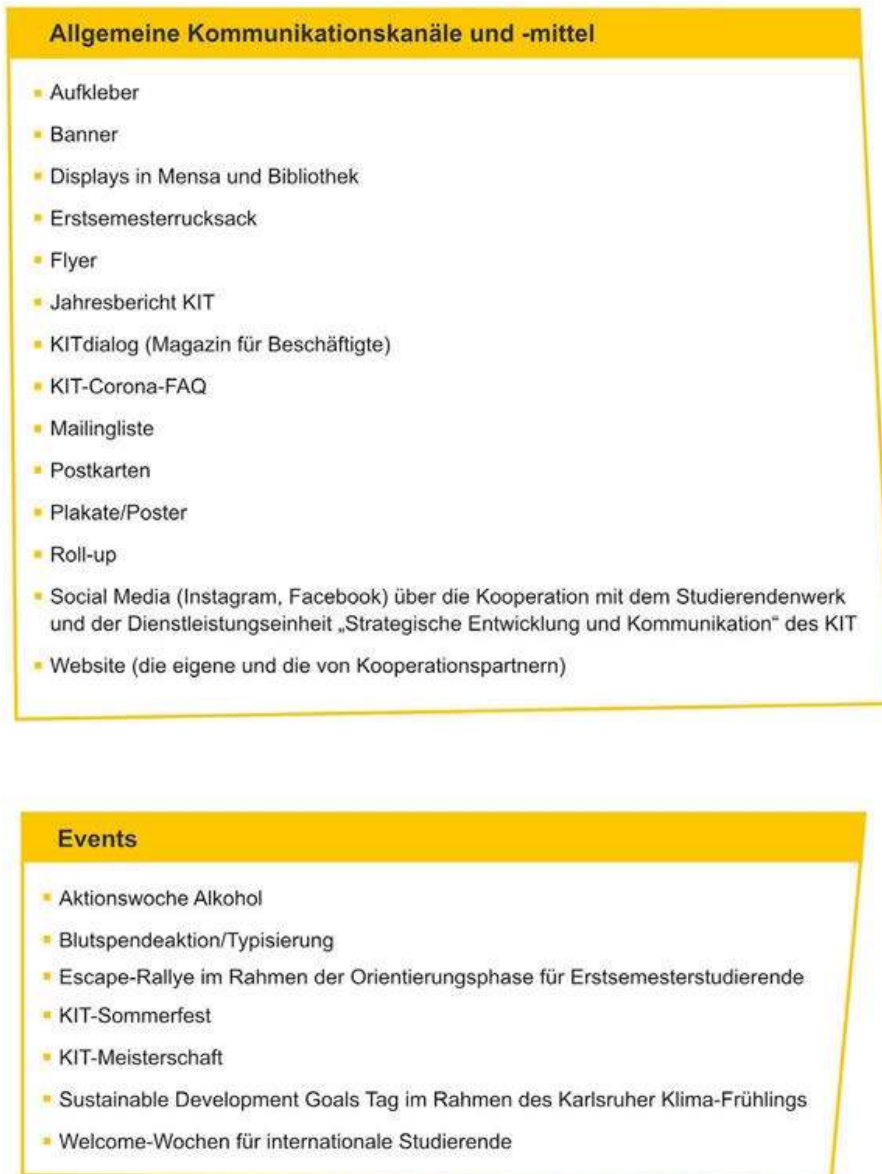 Allgemeine Kommunikationskanäle und -mittel
Aufkleber
Banner
Displays in Mensa und Bibliothek
Erstsemesterrucksack
Flyer
Jahresbericht KIT
KITdialog (Magazin für Beschäftigte)
KIT-Corona-FAQ
Mailingliste
Postkarten
Plakate/Poster
Roll-up
Social Media (Instagram, Facebook) über die Kooperation mit dem Studierendenwerk
und der Dienstleistungseinheit „Strategische Entwicklung und Kommunikation“ des KIT
Website (die eigene und die von Kooperationspartnern)
Events
Aktionswoche Alkohol
Blutspendeaktion/Typisierung
Escape-Rallye im Rahmen der Orientierungsphase für Erstsemesterstudierende
KIT-Sommerfest
KIT-Meisterschaft
Sustainable Development Goals Tag im Rahmen des Karlsruher Klima-Frühlings
Welcome-Wochen für internationale Studierende